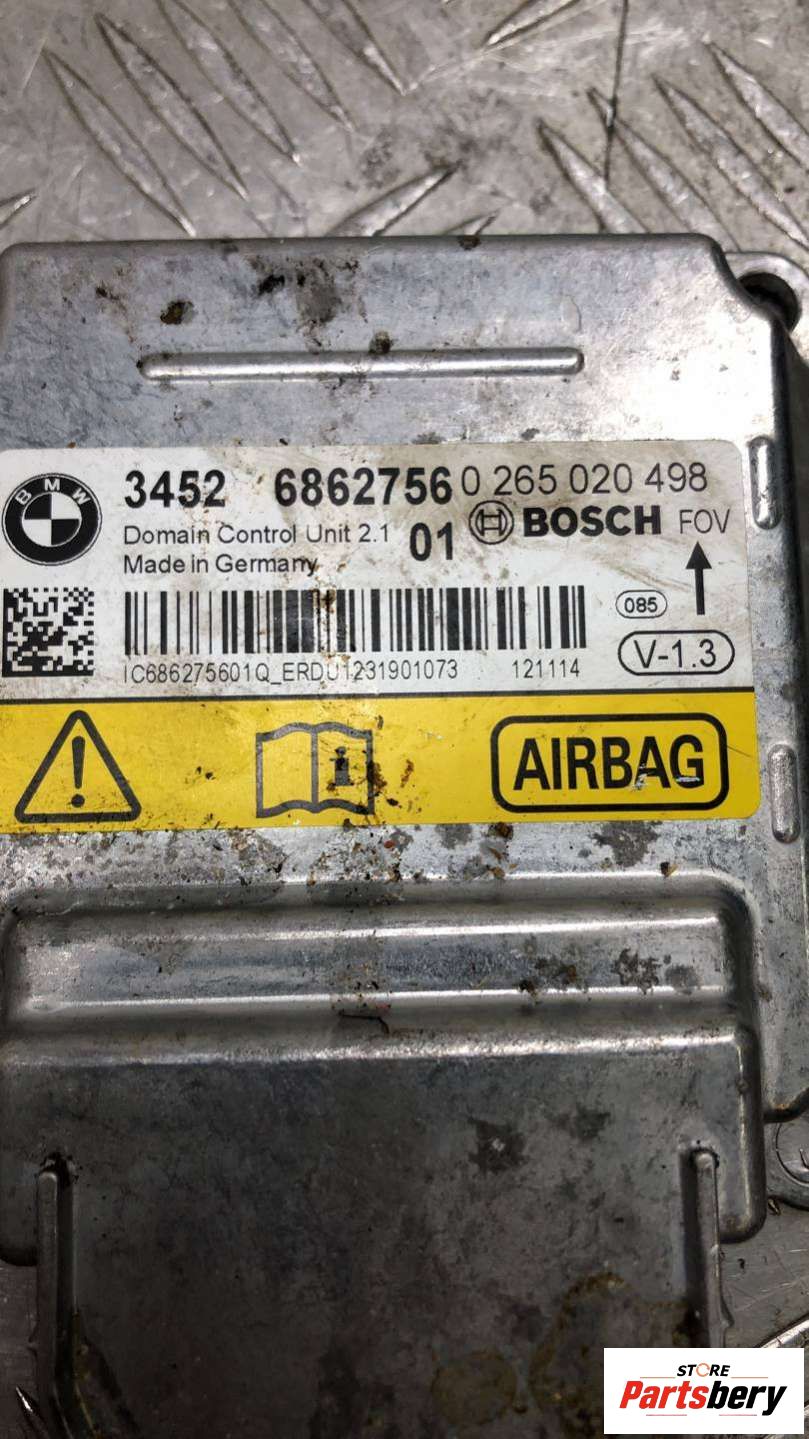 BMW
3452 6862756 0 265 020 498
Domain Control Unit 2.1 01 BOSCH FOV
Made in Germany
085
IC686275601Q_ERDU1231901073 121114
V-1.3
AIRBAG
STORE
Partsbery